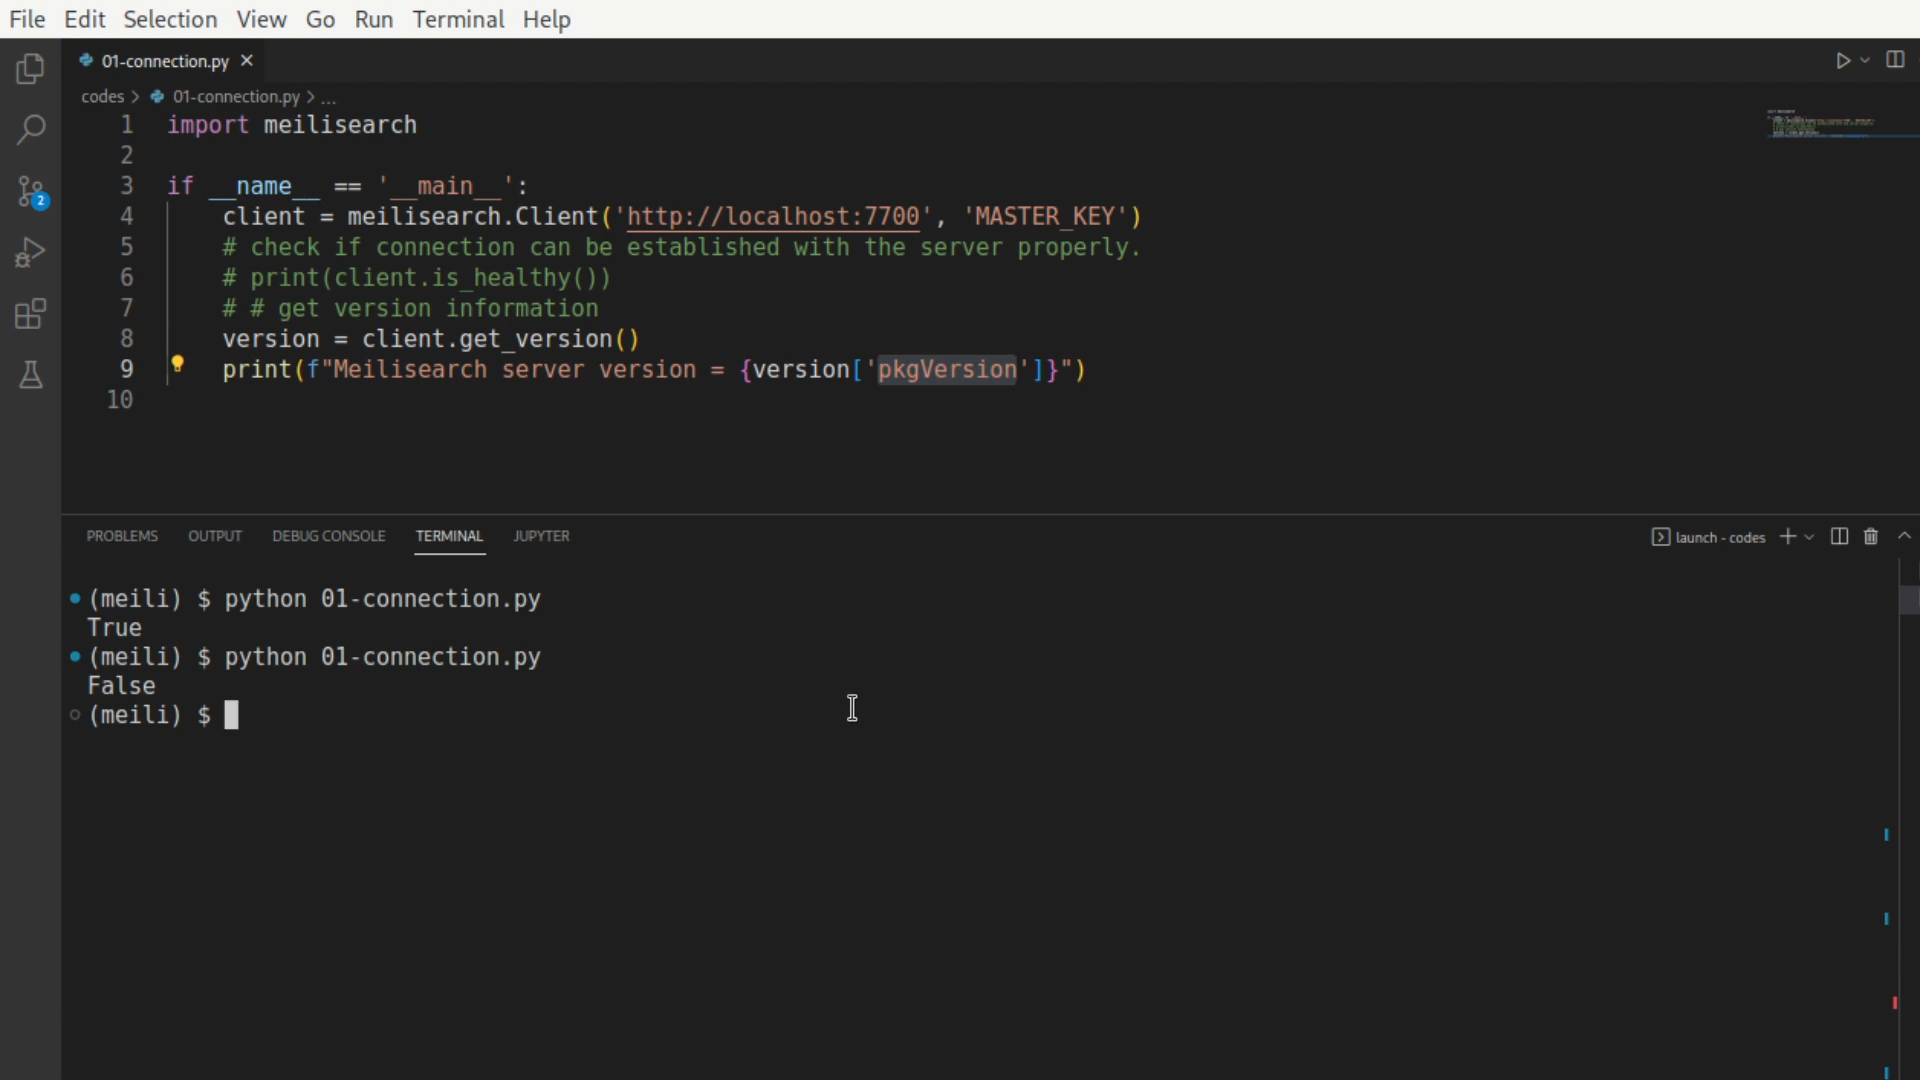 File Edit Selection View Go Run Terminal Help
01-connection.py
codes > 01-connection.py > ...
1 import meilisearch
2
3 if __name__ == '__main__':
4 client = meilisearch.Client('http://localhost:7700', 'MASTER_KEY')
5 # check if connection can be established with the server properly.
6 # print(client.is_healthy())
7 # # get version information
8 version = client.get_version()
9 print(f"Meilisearch server version = {version['pkgVersion']}")
10
2
PROBLEMS OUTPUT DEBUG CONSOLE TERMINAL JUPYTER launch - codes
(meili) $ python 01-connection.py
True
(meili) $ python 01-connection.py
False
(meili) $